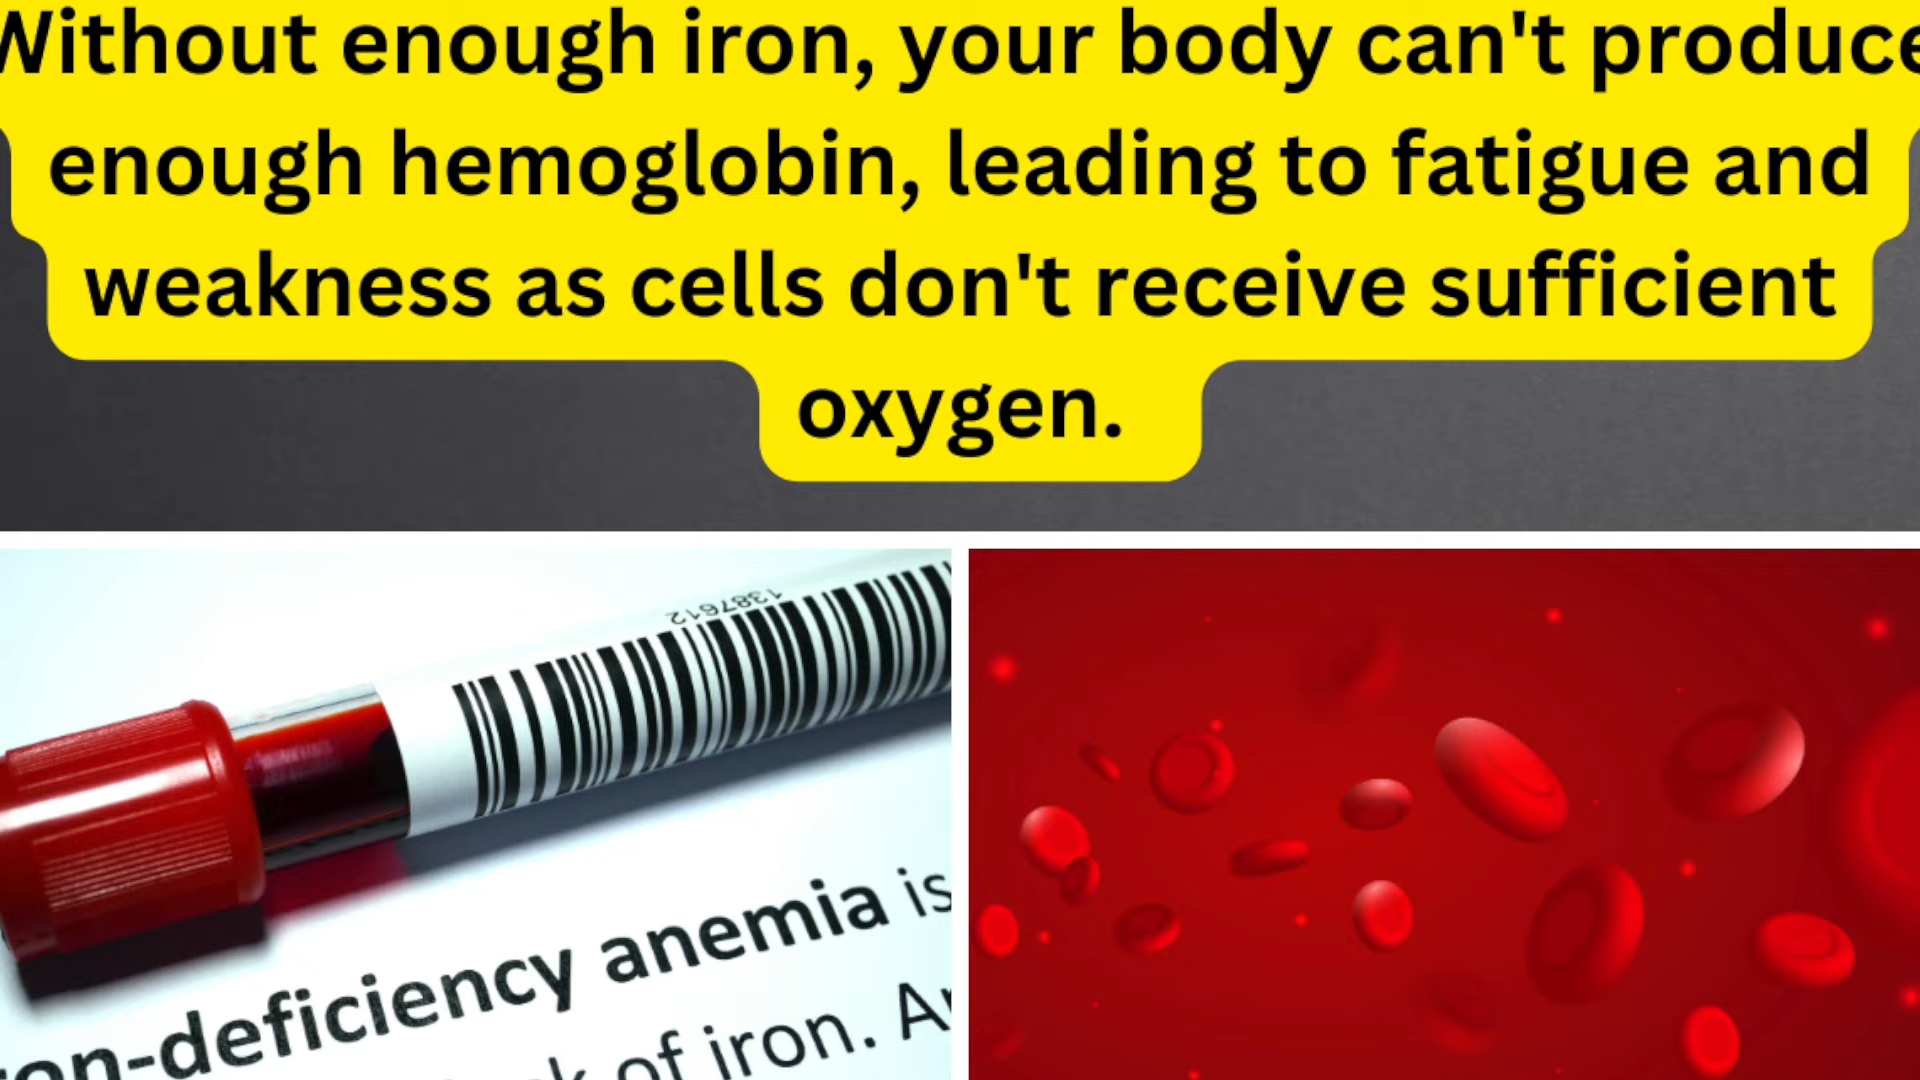 Without enough iron, your body can't produce
enough hemoglobin, leading to fatigue and
weakness as cells don't receive sufficient
oxygen.
1387612
ron-deficiency anemia is
of iron.